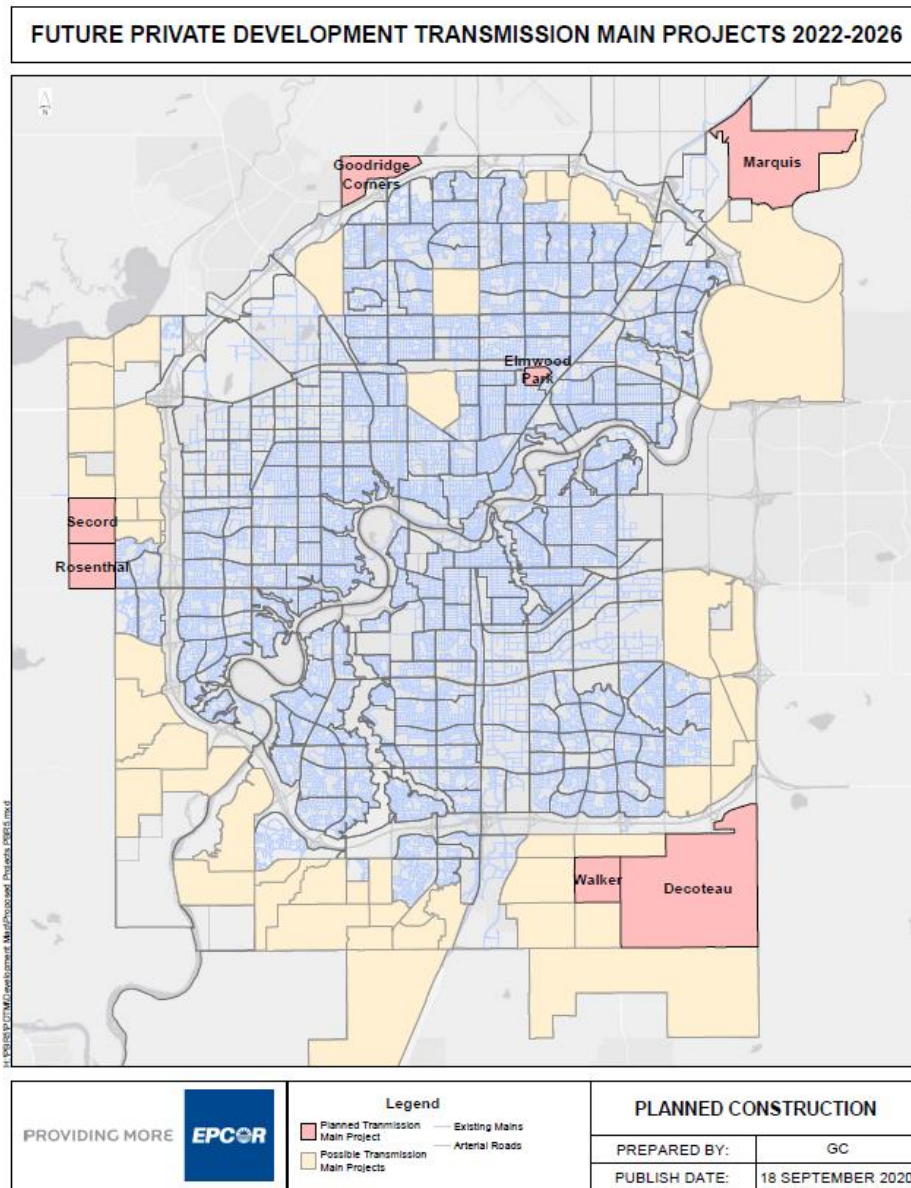 FUTURE PRIVATE DEVELOPMENT TRANSMISSION MAIN PROJECTS 2022-2026
N
Goodridge
Corners
Marquis
Elmwood
Park
Secord
Rosenthal
Walker
Decoteau
PROVIDING MORE
EPCOR
Legend
Planned Tranmission
Main Project
Possible Transmission
Main Projects
Existing Mains
Arterial Roads
PLANNED CONSTRUCTION
PREPARED BY:
GC
PUBLISH DATE:
18 SEPTEMBER 2020